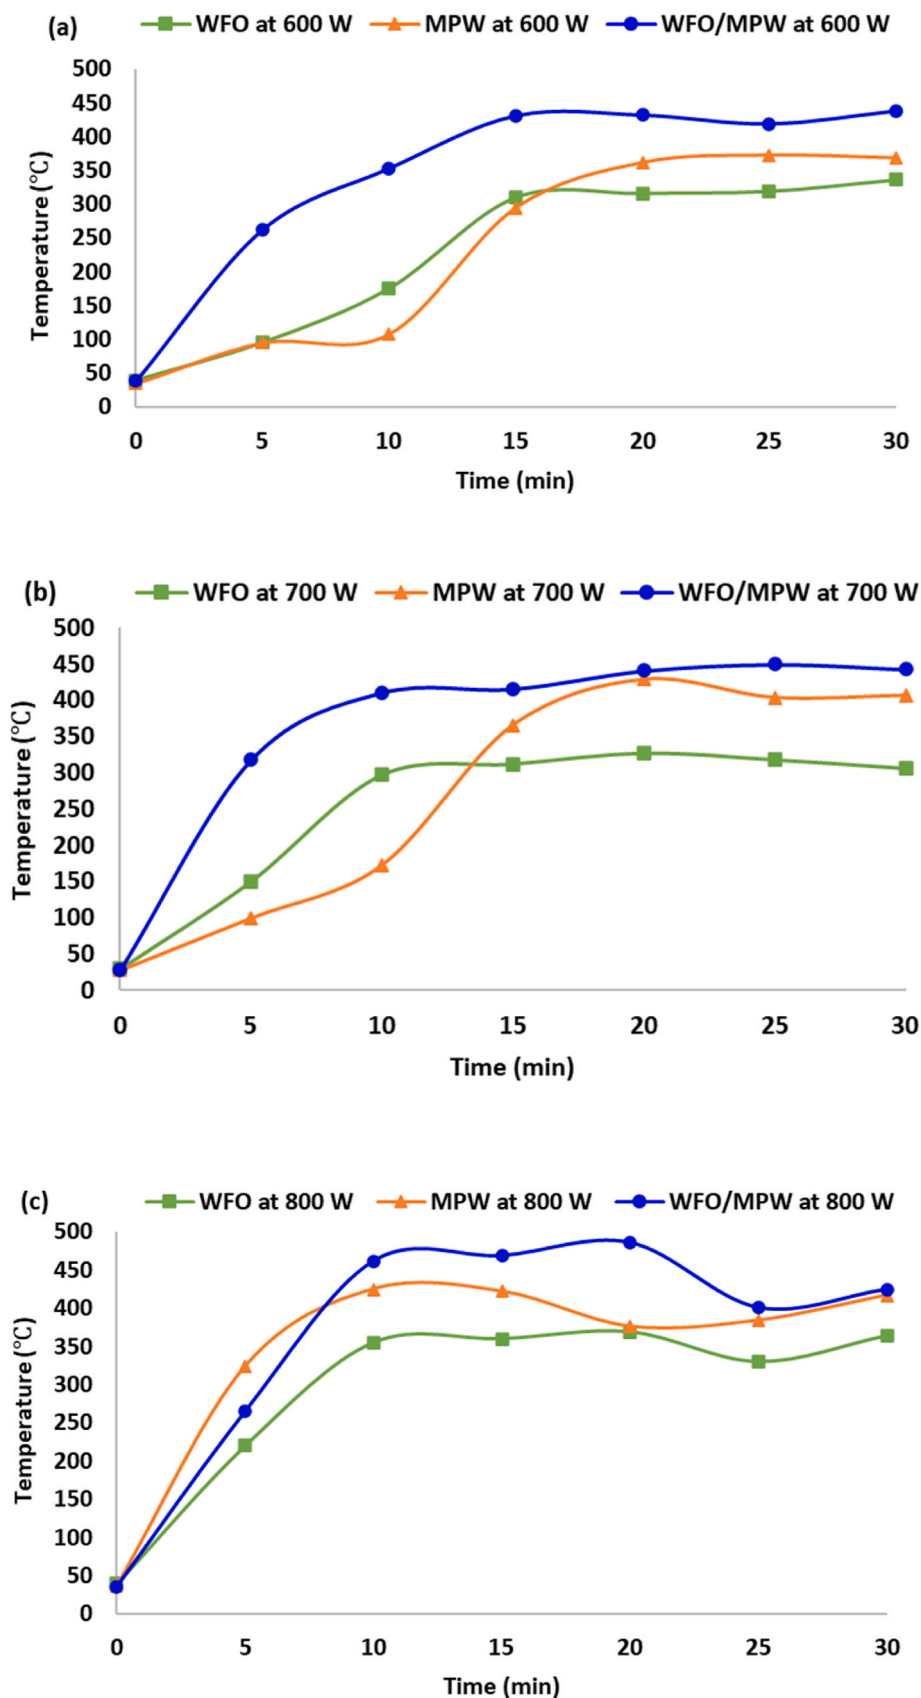 (a) WFO at 600 W MPW at 600 W WFO/MPW at 600 W
500
450
400
350
300
250
200
150
100
50
0
Temperature (℃)
0 5 10 15 20 25 30
Time (min)
(b) WFO at 700 W MPW at 700 W WFO/MPW at 700 W
500
450
400
350
300
250
200
150
100
50
0
Temperature (℃)
0 5 10 15 20 25 30
Time (min)
(c) WFO at 800 W MPW at 800 W WFO/MPW at 800 W
500
450
400
350
300
250
200
150
100
50
0
Temperature (℃)
0 5 10 15 20 25 30
Time (min)